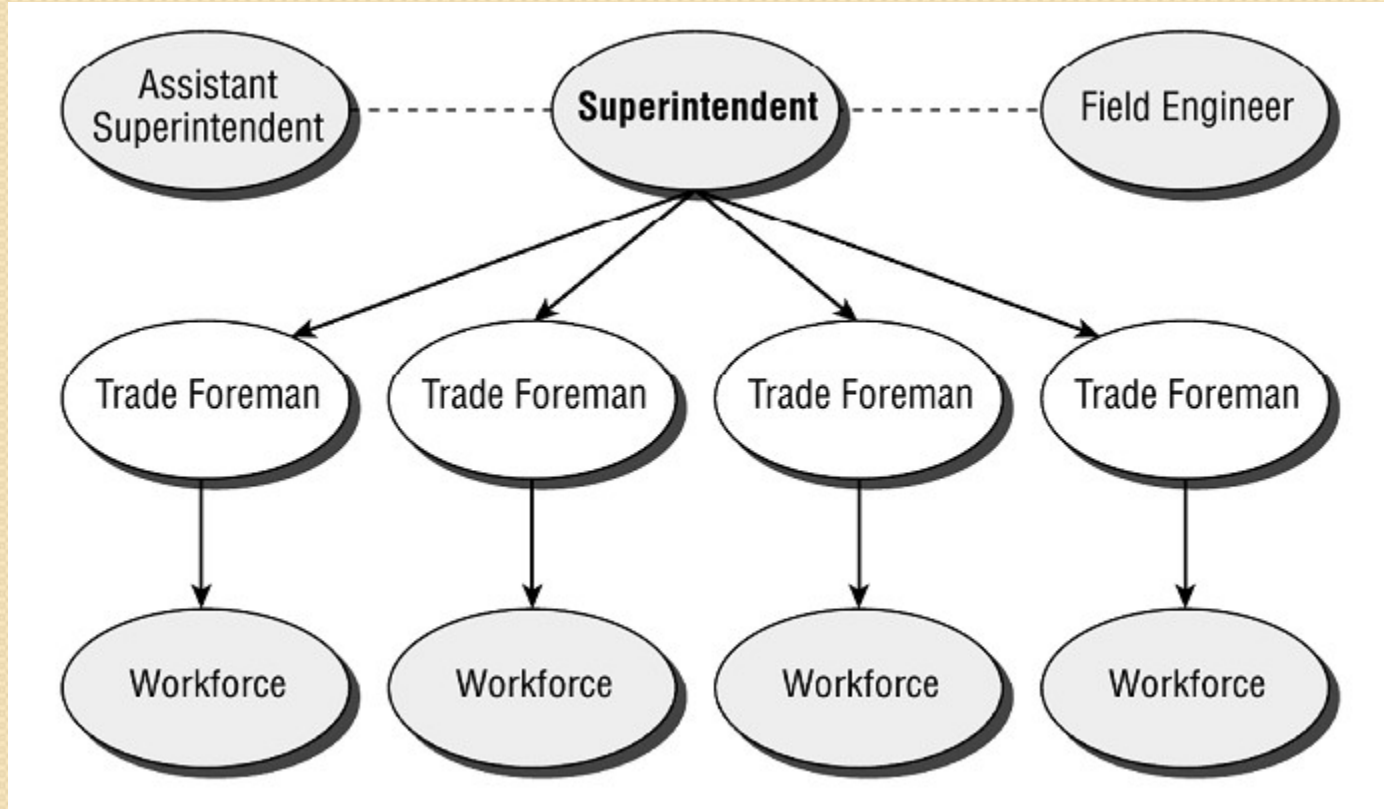 Assistant
Superintendent
Superintendent
Field Engineer
Trade Foreman
Trade Foreman
Trade Foreman
Trade Foreman
Workforce
Workforce
Workforce
Workforce